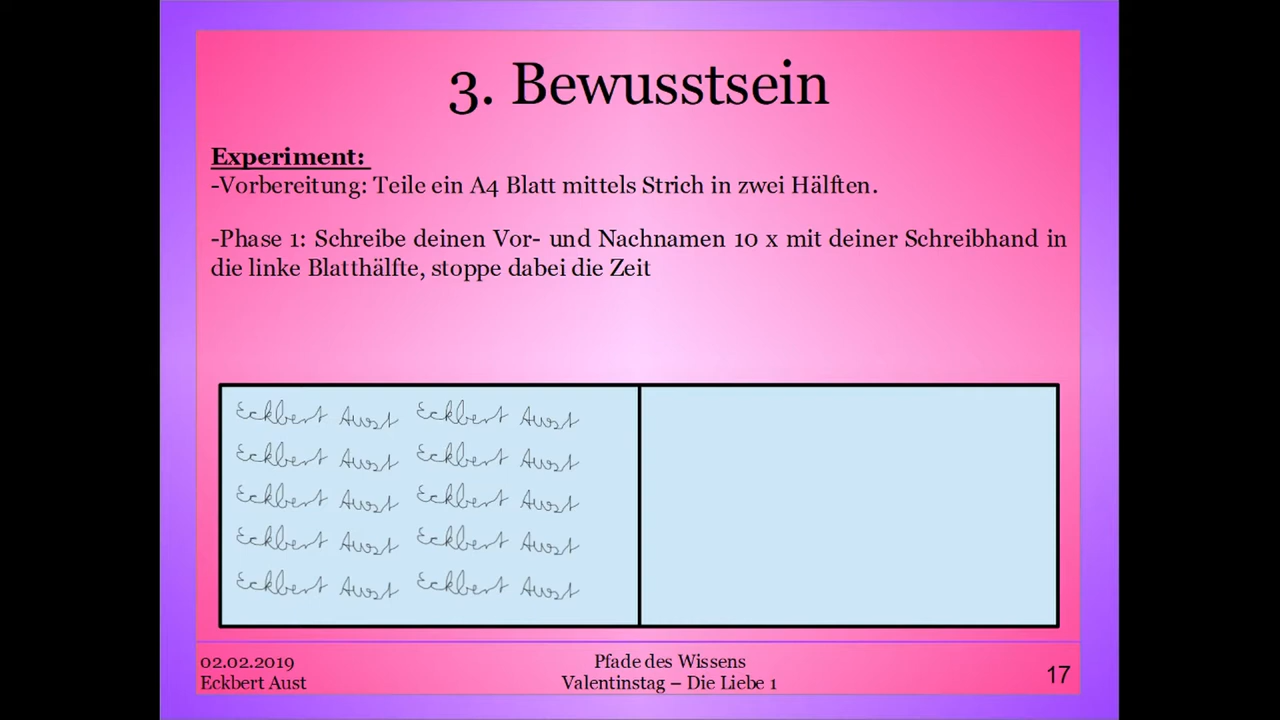 3. Bewusstsein
Experiment:
-Vorbereitung: Teile ein A4 Blatt mittels Strich in zwei Hälften.
-Phase 1: Schreibe deinen Vor- und Nachnamen 10 x mit deiner Schreibhand in
die linke Blatthälfte, stoppe dabei die Zeit
Eckbert Aust Eckbert Aust
Eckbert Aust Eckbert Aust
Eckbert Aust Eckbert Aust
Eckbert Aust Eckbert Aust
Eckbert Aust Eckbert Aust
02.02.2019
Eckbert Aust
Pfade des Wissens
Valentinstag – Die Liebe 1
17